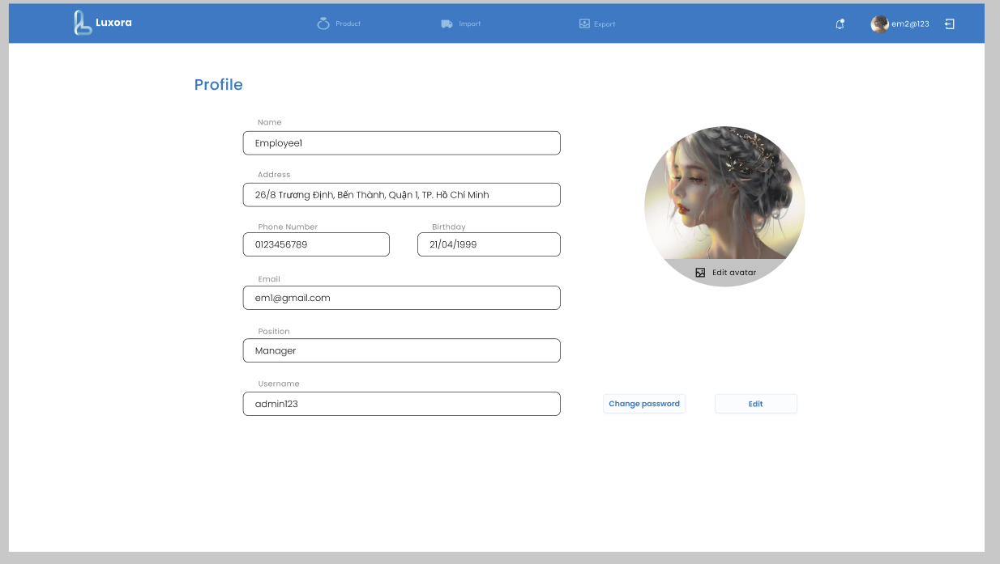 Luxora
Product
Import
Export
em2@123
Profile
Name
Employee1
Address
26/8 Trương Định, Bến Thành, Quận 1, TP. Hồ Chí Minh
Phone Number
Birthday
0123456789
21/04/1999
Email
em1@gmail.com
Position
Manager
Username
admin123
Edit avatar
Change password
Edit